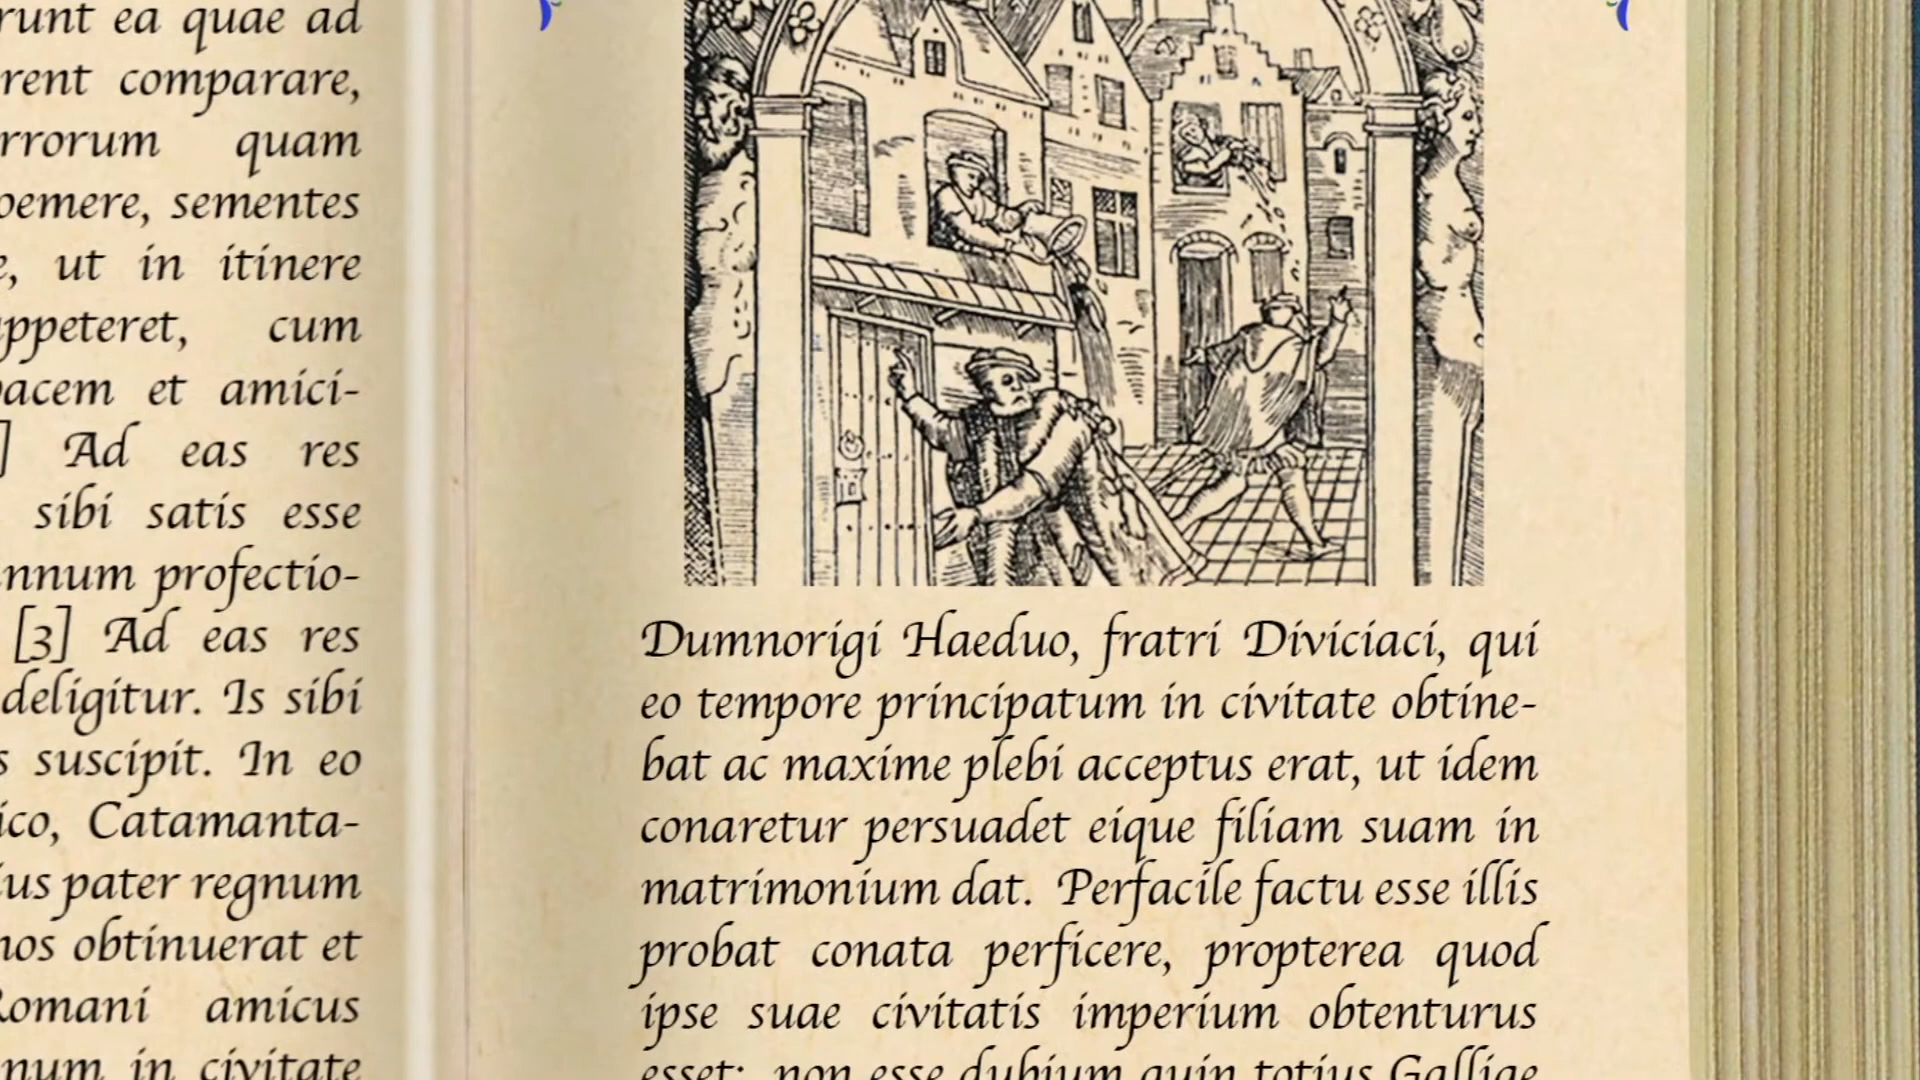 runt ea quae ad
rent comparare,
rrorum quam
oemere, sementes
ut in itinere
ppeteret, cum
pacem et amici-
] Ad eas res
sibi satis esse
nnum profectio-
[3] Ad eas res
deligitur. Is sibi
s suscipit. In eo
ico, Catamanta-
ius pater regnum
nos obtinuerat et
Romani amicus
num in civitate
Dumnorigi Haeduo, fratri Diviciaci, qui
eo tempore principatum in civitate obtine-
bat ac maxime plebi acceptus erat, ut idem
conaretur persuadet eique filiam suam in
matrimonium dat. Perfacile factu esse illis
probat conata perficere, propterea quod
ipse suae civitatis imperium obtenturus
esset: non esse dubium quin totius Galliae